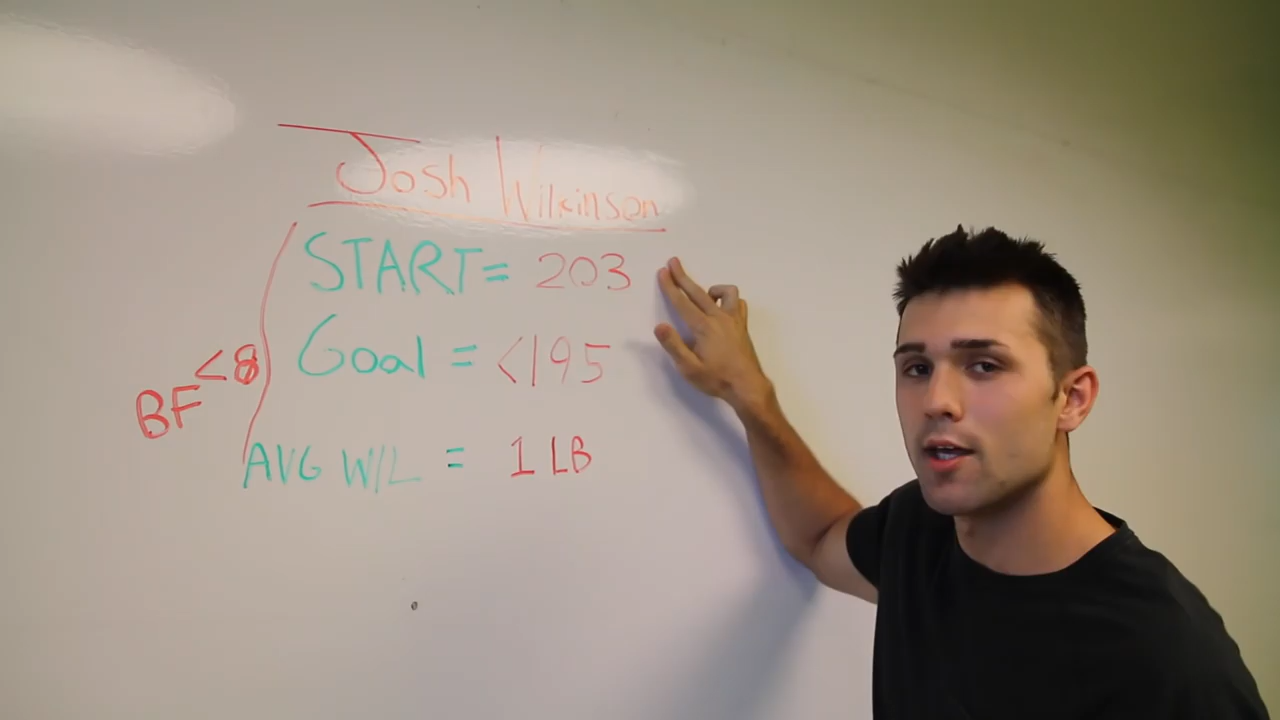 Josh Wilkinson
START = 203
Goal = <195
BF <8
AVG W/L = 1 LB